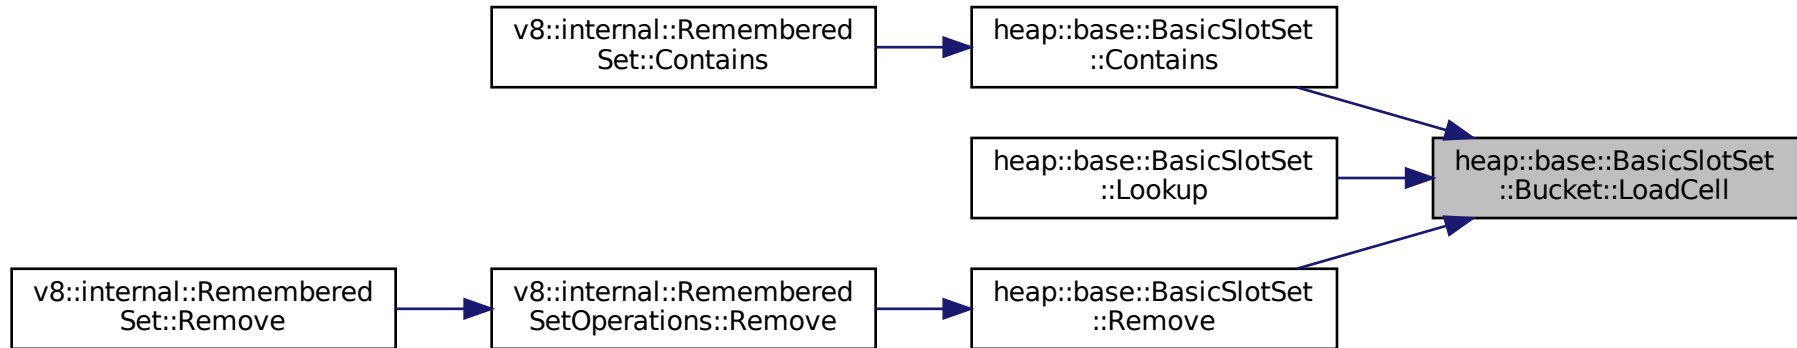 v8::internal::Remembered
Set::Contains
heap::base::BasicSlotSet
::Contains
heap::base::BasicSlotSet
::Lookup
heap::base::BasicSlotSet
::Bucket::LoadCell
v8::internal::Remembered
Set::Remove
v8::internal::Remembered
SetOperations::Remove
heap::base::BasicSlotSet
::Remove